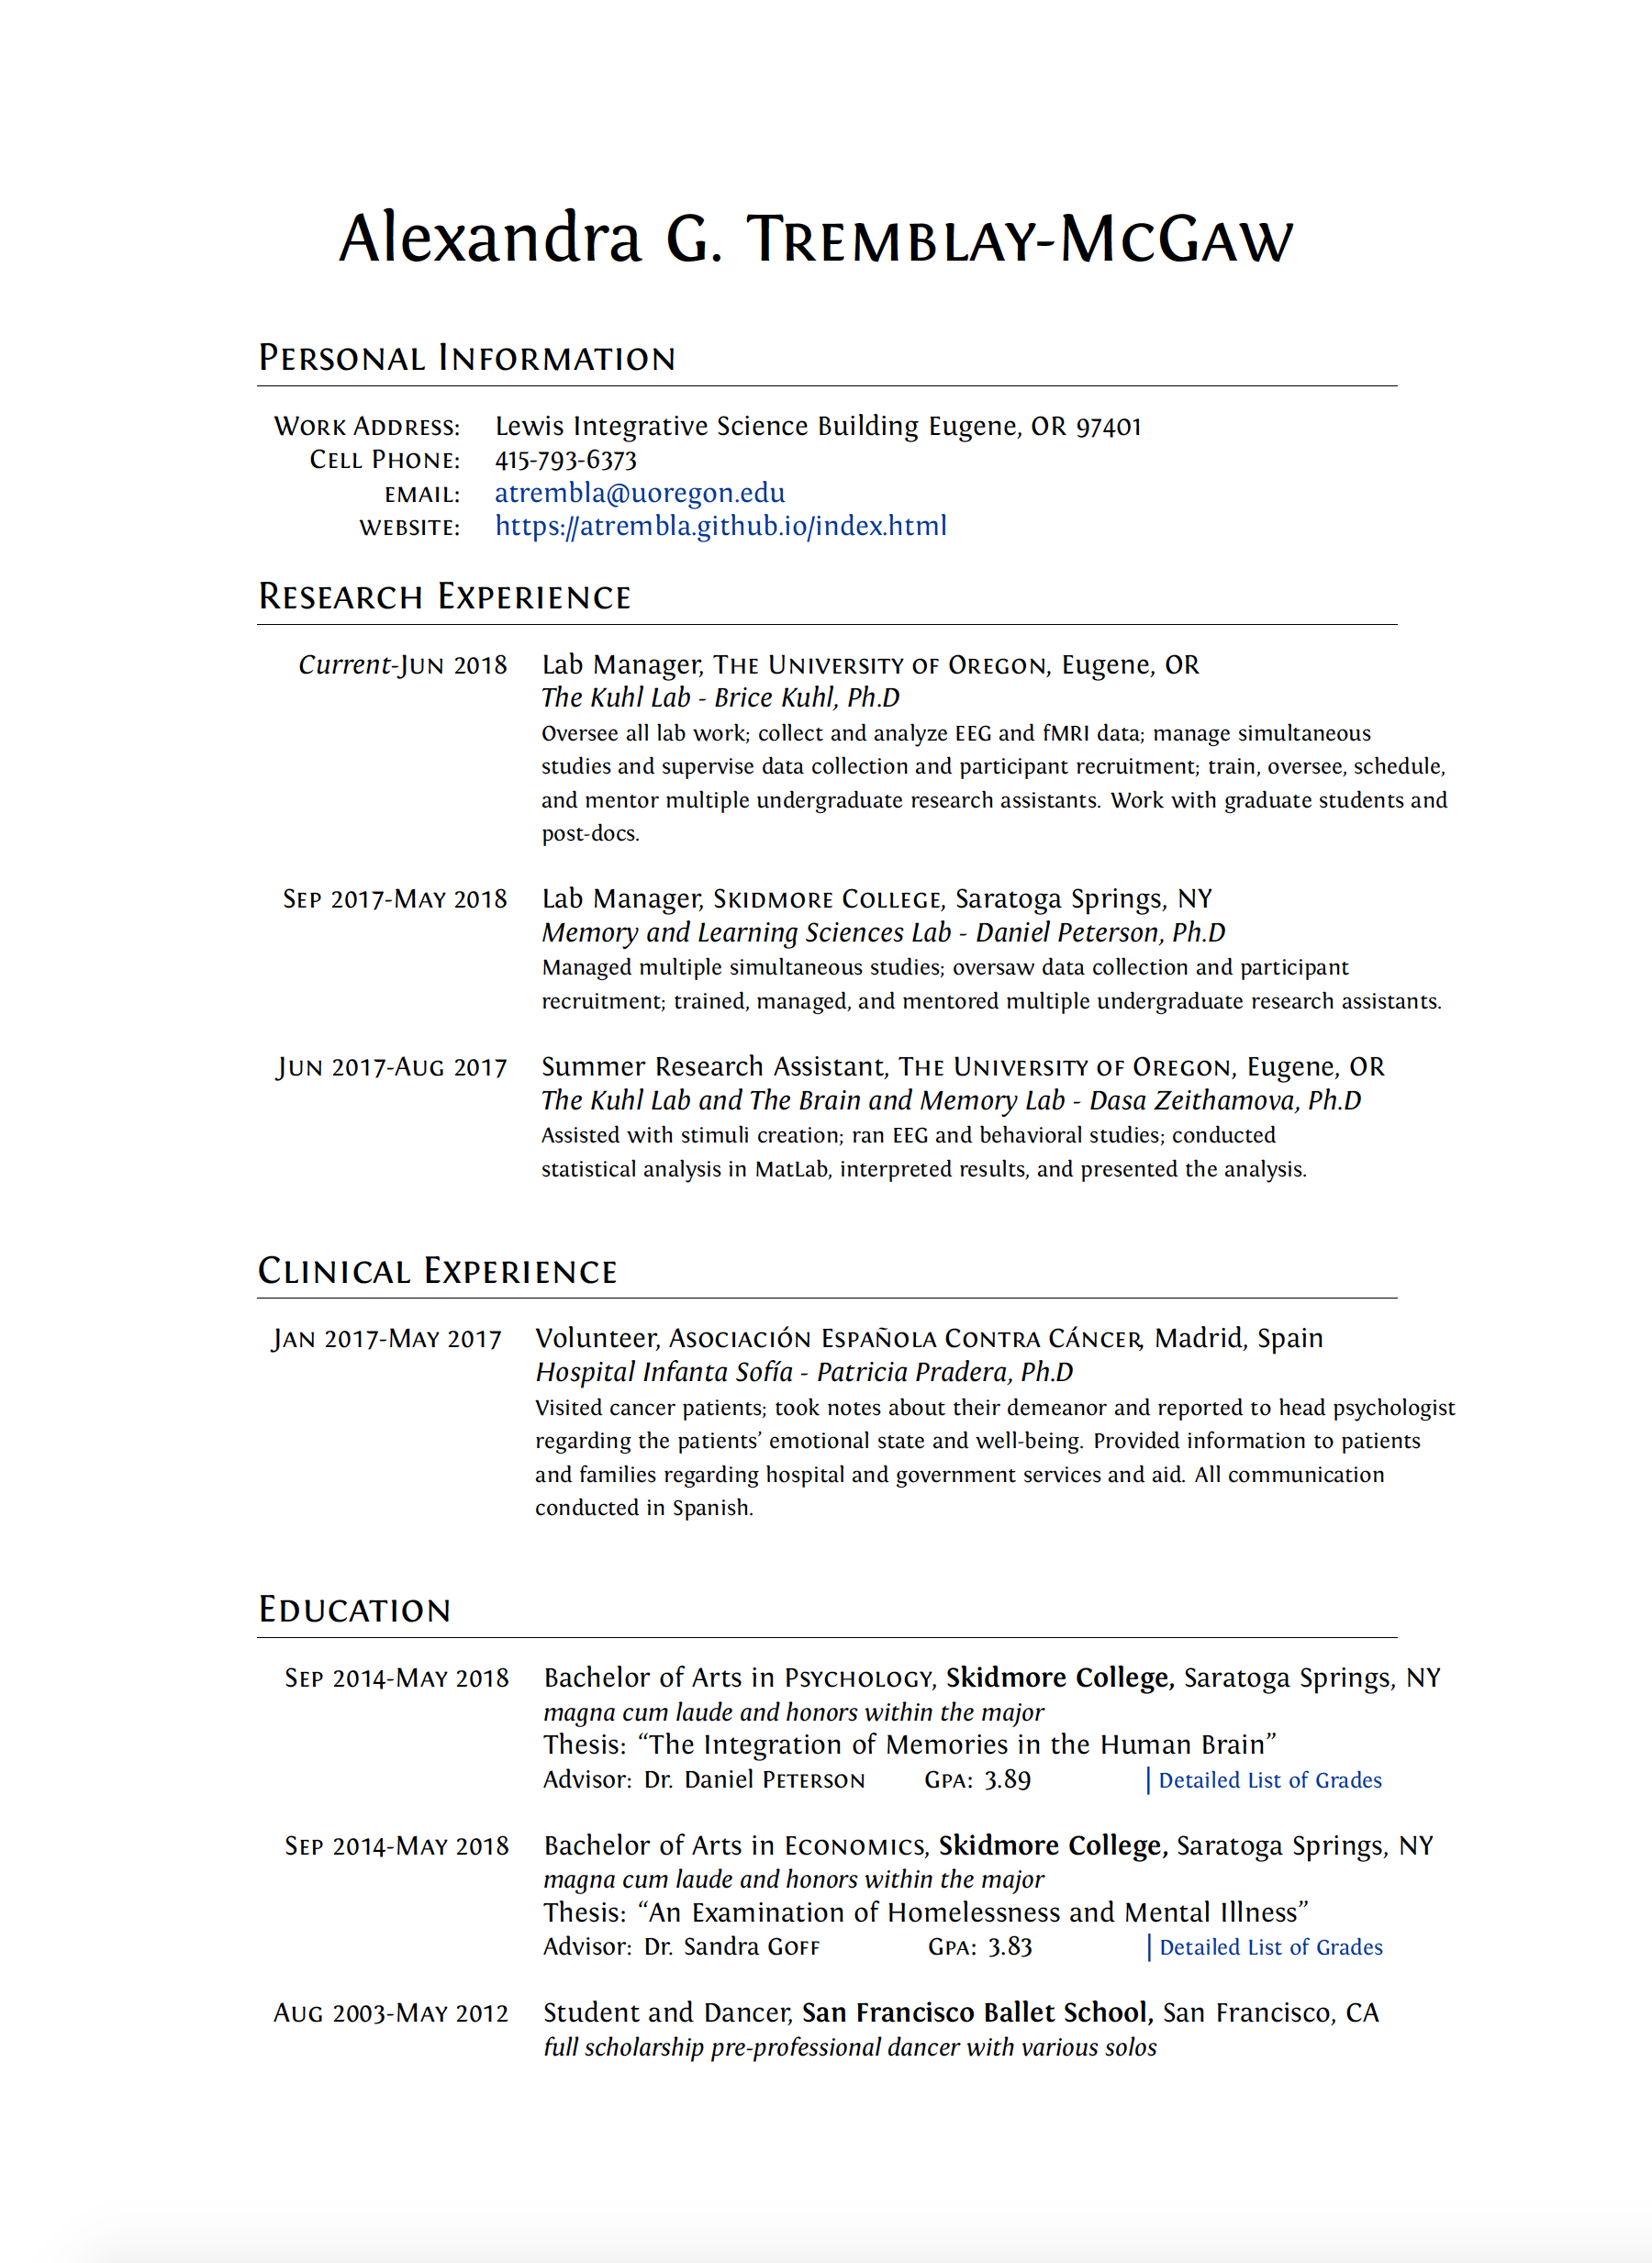 Alexandra G. Tremblay-McGaw
Personal Information
Work Address: Lewis Integrative Science Building Eugene, OR 97401
Cell Phone: 415-793-6373
email: atrembla@uoregon.edu
website: https://atrembla.github.io/index.html
Research Experience
Current-Jun 2018 Lab Manager, The University of Oregon, Eugene, OR
The Kuhl Lab - Brice Kuhl, Ph.D
Oversee all lab work; collect and analyze EEG and fMRI data; manage simultaneous
studies and supervise data collection and participant recruitment; train, oversee, schedule,
and mentor multiple undergraduate research assistants. Work with graduate students and
post-docs.
Sep 2017-May 2018 Lab Manager, Skidmore College, Saratoga Springs, NY
Memory and Learning Sciences Lab - Daniel Peterson, Ph.D
Managed multiple simultaneous studies; oversaw data collection and participant
recruitment; trained, managed, and mentored multiple undergraduate research assistants.
Jun 2017-Aug 2017 Summer Research Assistant, The University of Oregon, Eugene, OR
The Kuhl Lab and The Brain and Memory Lab - Dasa Zeithamova, Ph.D
Assisted with stimuli creation; ran EEG and behavioral studies; conducted
statistical analysis in MatLab, interpreted results, and presented the analysis.
Clinical Experience
Jan 2017-May 2017 Volunteer, Asociación Española Contra Cáncer, Madrid, Spain
Hospital Infanta Sofía - Patricia Pradera, Ph.D
Visited cancer patients; took notes about their demeanor and reported to head psychologist
regarding the patients’ emotional state and well-being. Provided information to patients
and families regarding hospital and government services and aid. All communication
conducted in Spanish.
Education
Sep 2014-May 2018 Bachelor of Arts in Psychology, Skidmore College, Saratoga Springs, NY
magna cum laude and honors within the major
Thesis: “The Integration of Memories in the Human Brain”
Advisor: Dr. Daniel Peterson Gpa: 3.89 | Detailed List of Grades
Sep 2014-May 2018 Bachelor of Arts in Economics, Skidmore College, Saratoga Springs, NY
magna cum laude and honors within the major
Thesis: “An Examination of Homelessness and Mental Illness”
Advisor: Dr. Sandra Goff Gpa: 3.83 | Detailed List of Grades
Aug 2003-May 2012 Student and Dancer, San Francisco Ballet School, San Francisco, CA
full scholarship pre-professional dancer with various solos